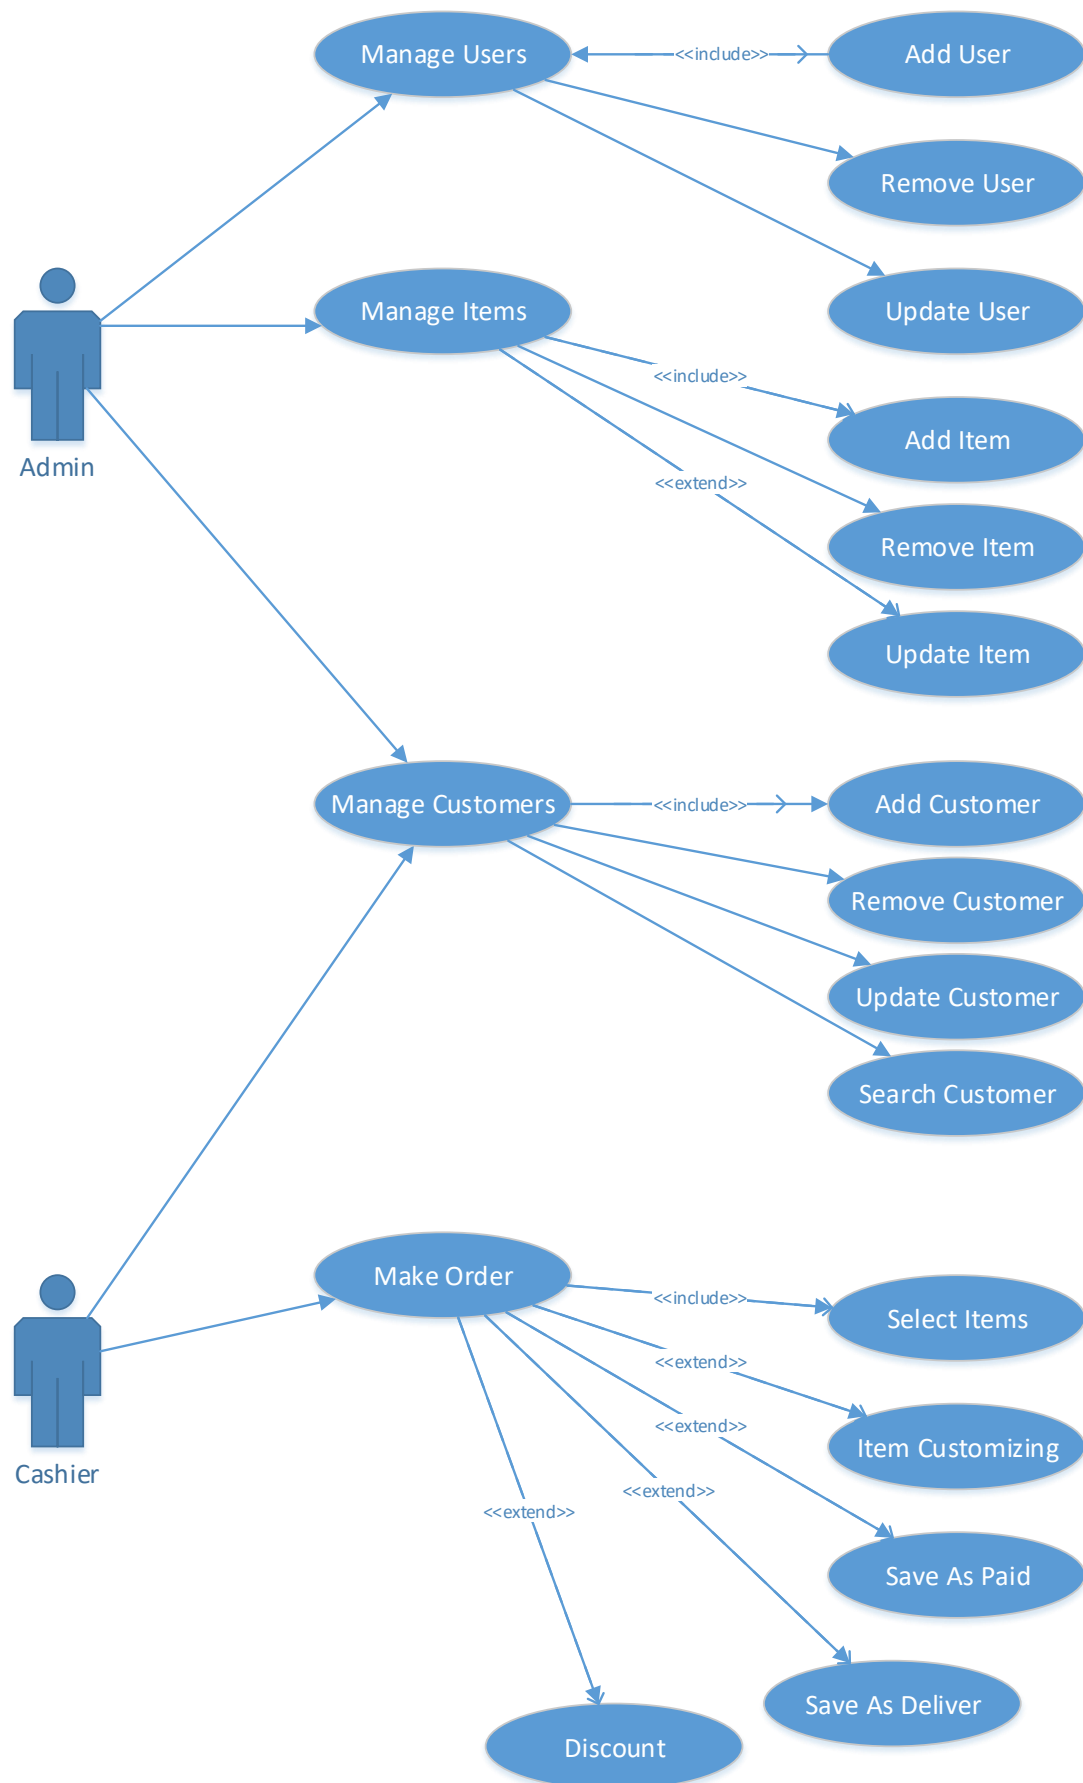 Manage Users
<<include>>
Add User
Remove User
Manage Items
Update User
<<include>>
Add Item
Admin
<<extend>>
Remove Item
Update Item
Manage Customers
<<include>>
Add Customer
Remove Customer
Update Customer
Search Customer
Make Order
<<include>>
Select Items
<<extend>>
Item Customizing
<<extend>>
Cashier
<<extend>>
<<extend>>
Save As Paid
Save As Deliver
Discount